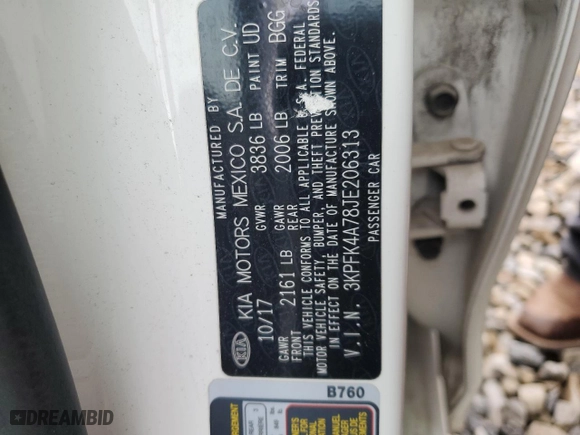 MANUFACTURED BY
KIA KIA MOTORS MEXICO S.A. DE C.V.
10/17 GVWR 3836 LB PAINT UD
GAWR FRONT 2161 LB GAWR REAR 2006 LB TRIM BGG
THIS VEHICLE CONFORMS TO ALL APPLICABLE U.S.A. FEDERAL
MOTOR VEHICLE SAFETY, BUMPER, AND THEFT PREVENTION STANDARDS
IN EFFECT ON THE DATE OF MANUFACTURE SHOWN ABOVE.
V.I.N. 3KPFK4A78JE206313
PASSENGER CAR
B760
DREAMBID